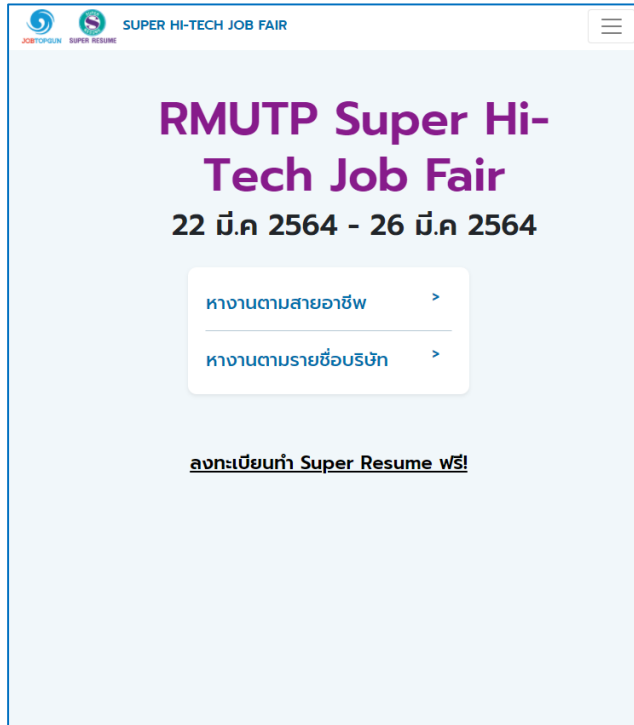 JOBTOPGUN
SUPER RESUME
SUPER HI-TECH JOB FAIR
RMUTP Super Hi-
Tech Job Fair
22 มี.ค 2564 - 26 มี.ค 2564
หางานตามสายอาชีพ >
หางานตามรายชื่อบริษัท >
ลงทะเบียนทำ Super Resume ฟรี!